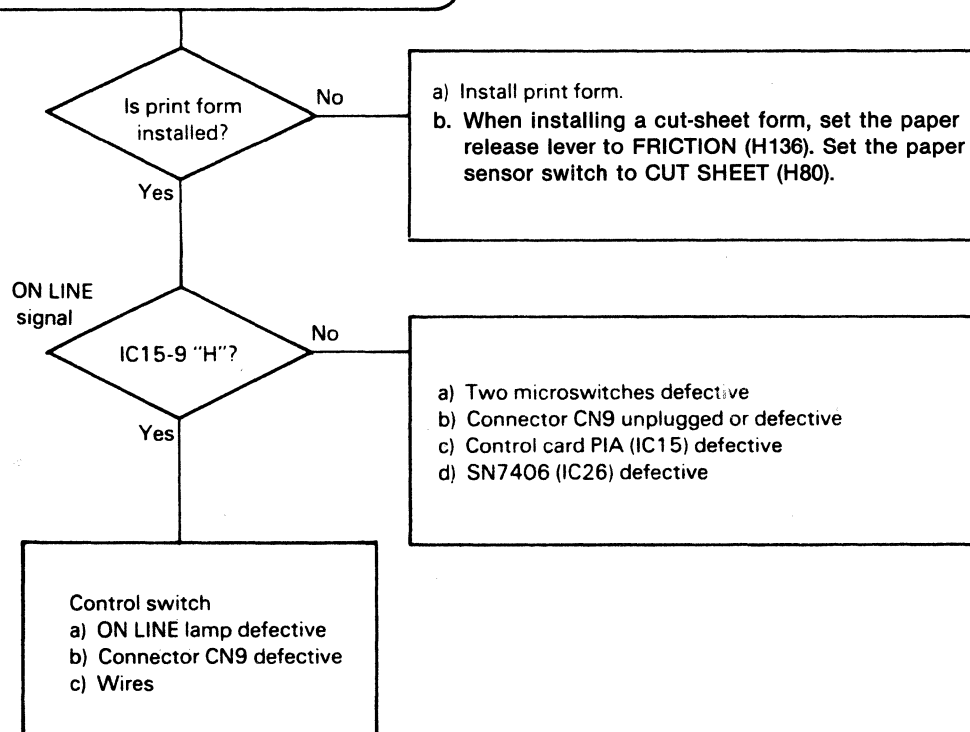 Is print form
installed?
No
Yes
a) Install print form.
b. When installing a cut-sheet form, set the paper
release lever to FRICTION (H136). Set the paper
sensor switch to CUT SHEET (H80).
ON LINE
signal
IC15-9 “H”?
No
Yes
a) Two microswitches defective
b) Connector CN9 unplugged or defective
c) Control card PIA (IC15) defective
d) SN7406 (IC26) defective
Control switch
a) ON LINE lamp defective
b) Connector CN9 defective
c) Wires